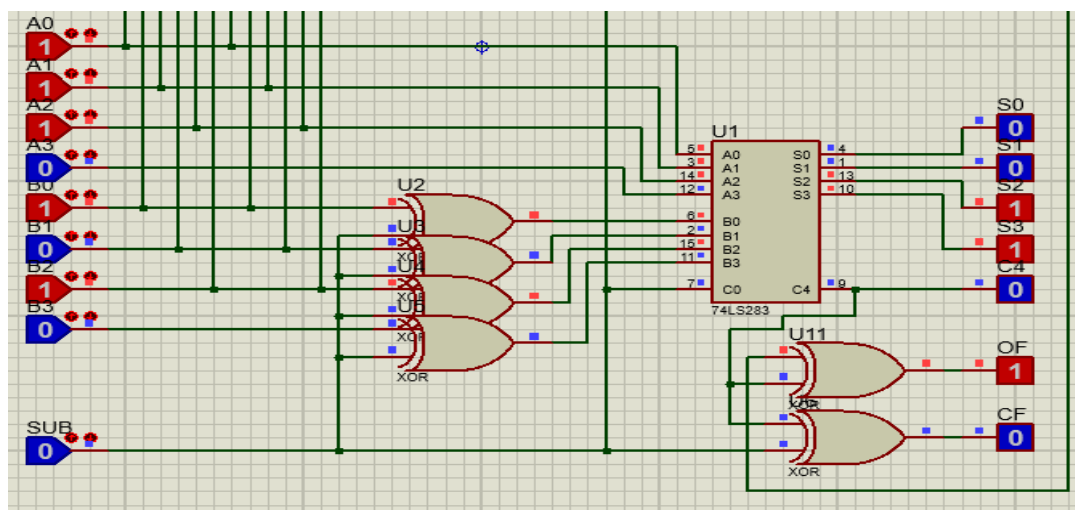 A0
1
A1
1
A2
1
A3
0
B0
1
B1
0
B2
1
B3
0
SUB
0
U2
U3
XOR
U4
XOR
U5
XOR
XOR
U1
5 A0 S0 4
3 A1 S1 1
14 A2 S2 13
12 A3 S3 10
6 B0
2 B1
15 B2
11 B3
7 C0 C4 9
74LS283
S0
0
S1
0
S2
1
S3
1
C4
0
U11
XOR
OF
1
XOR
CF
0